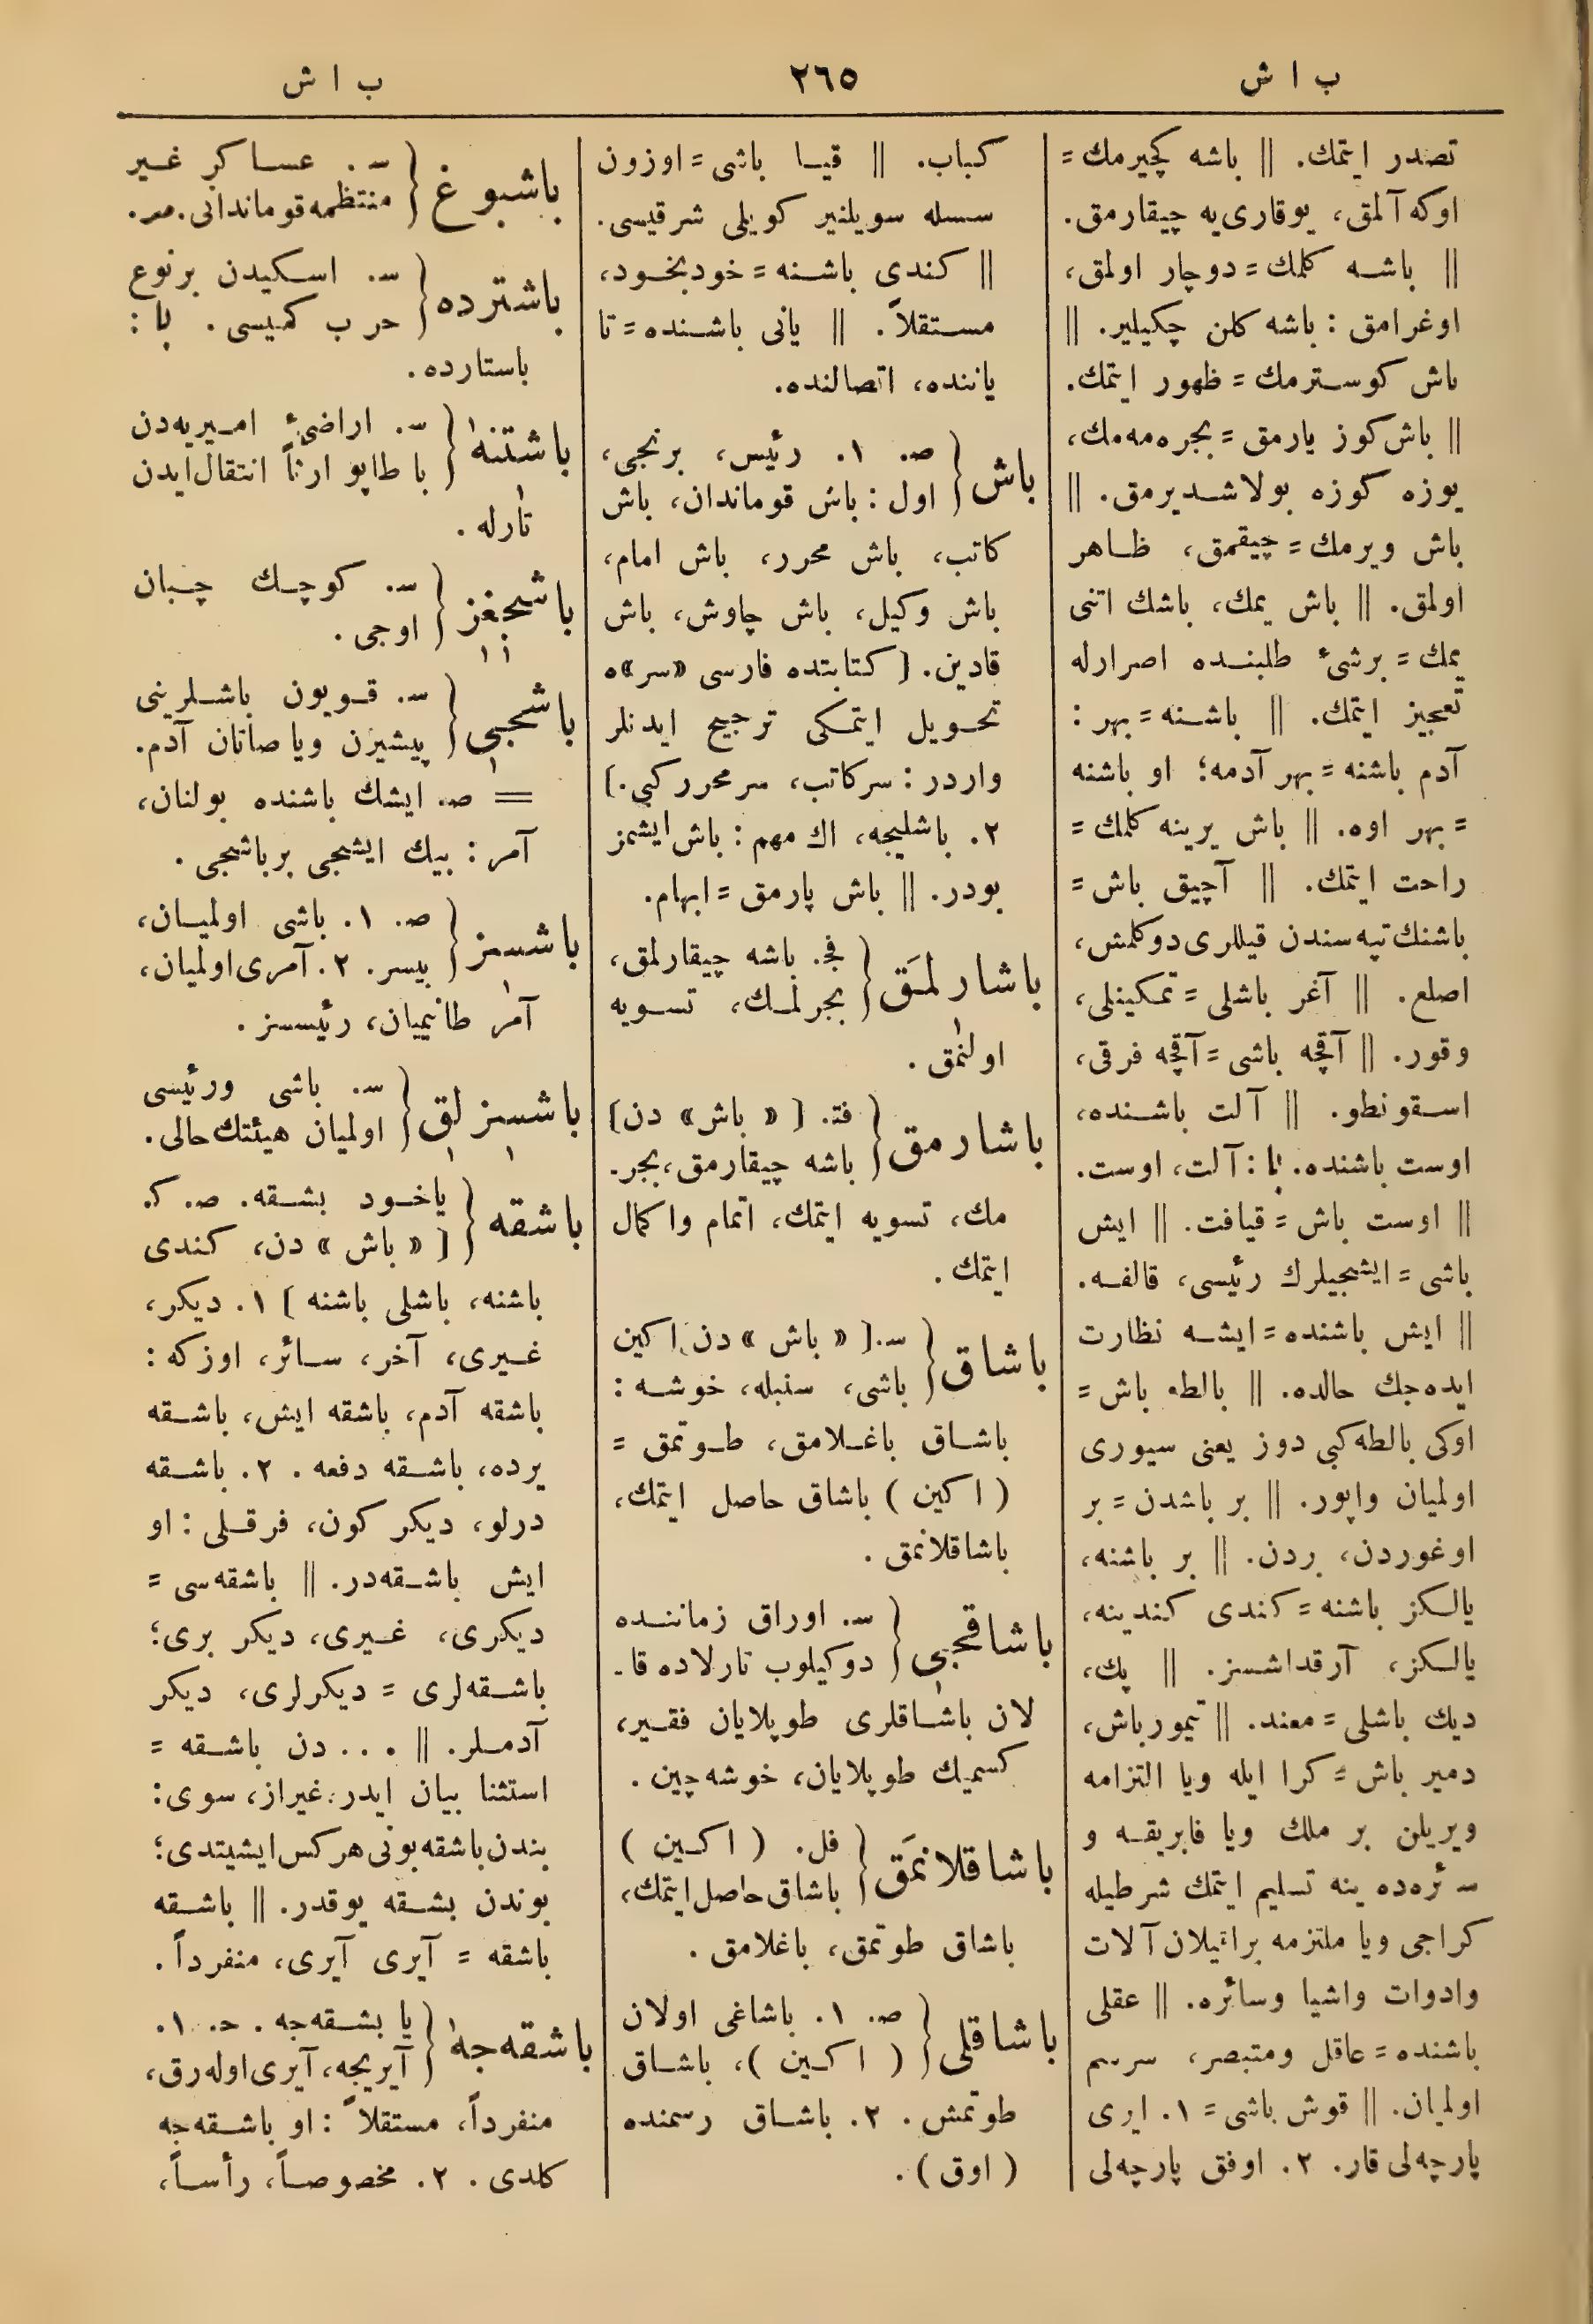 ب ا ش
٢٦٥
ب ا ش
تصدر ایتمك. || باشه كچیرمك =
اوكه آلمق، یوقاری‌یه چیقارمق.
|| باشه كلمك = دوچار اولمق،
اوغرامق : باشه كلن چكیلیر. ||
باش كوسترمك = ظهور ایتمك.
|| باش كوز یارمق = بجره‌مه‌مك،
یوزه كوزه بولاشدیرمق. ||
باش ویرمك = چیقمق، ظاهر
اولمق. || باش یمك، باشك اتنی
یمك = برشیٔ طلبنده اصرارله
تعجیز ایتمك. || باشنه = بهر :
آدم باشنه = بهر آدمه؛ او باشنه
= بهر اوه. || باش یرینه كلمك =
راحت ایتمك. || آچیق باش =
باشنك تپه‌سندن قیللری دوكلمش،
اصلع. || آغر باشلی = تمكینلی،
وقور. || آقچه باشی = آقچه فرقی،
اسقونطو. || آلت باشنده،
اوست باشنده. با : آلت، اوست.
|| اوست باش = قیافت. || ایش
باشی = ایشجیلرك رئیسی، قالفه.
|| ایش باشنده = ایشه نظارت
ایده‌جك حالده. || بالطه باش =
اوكی بالطه كبی دوز یعنی سیوری
اولمیان واپور. || بر باشدن = بر
اوغوردن، بردن. || بر باشنه،
یالكز باشنه = كندی كندینه،
یالكز، آرقداشسز. || پك،
دیك باشلی = معند. || تیمورباش،
دمیر باش = كرا ایله ویا التزامه
ویریلن بر ملك ویا فابریقه و
سائره‌ده ینه تسلیم ایتمك شرطیله
كراجی ویا ملتزمه براقیلان آلات
وادوات واشیا وسائره. || عقلی
باشنده = عاقل ومتبصر، سرسم
اولمیان. || قوش باشی = ١. ایری
پارچه‌لی قار. ٢. اوفق پارچه‌لی
كباب. || قیا باشی = اوزون
سسله سویلنیر كویلی شرقیسی.
|| كندی باشنه = خودبخود،
مستقلاً. || یانی باشنده = تا
یاننده، اتصالنده.
باش { ص. ١. رئیس، برنجی،
اول : باش قوماندان، باش
كاتب، باش محرر، باش امام،
باش وكیل، باش چاوش، باش
قادین. [ كتابتده فارسی «سر»ه
تحویل ایتمكی ترجیح ایدنلر
واردر : سركاتب، سرمحرر كبی.]
٢. باشلیجه، اك مهم : باش ایشمز
بودر. || باش پارمق = ابهام.
باشارلمَق { فج. باشه چیقارلمق،
بجرلمك، تسویه
اولنمق.
باشارمق { فتـ. [ « باش» دن]
باشه چیقارمق، بجر.
مك، تسویه ایتمك، اتمام واكمال
ایتمك.
باشاق { سـ. [ « باش » دن] اكین
باشی، سنبله، خوشه :
باشاق باغلامق، طوتمق =
( اكین ) باشاق حاصل ایتمك،
باشاقلانمق.
باشاقجی { سـ. اوراق زماننده
دوكیلوب تارلاده قا-
لان باشاقلری طوپلایان فقیر،
كسمیك طوپلایان، خوشه‌چین.
باشاقلانمَق { فل. ( اكین )
باشاق حاصل ایتمك،
باشاق طوتمق، باغلامق.
باشاقلی { ص. ١. باشاغی اولان
( اكین )، باشاق
طوتمش. ٢. باشاق رسمنده
( اوق ).
باشبوغ { سـ. عساكر غیر
منتظمه قوماندانی.
باشترده { سـ. اسكیدن برنوع
حرب كمیسی. با :
باستارده.
باشتنه { سـ. اراضیٔ امیریه‌دن
با طاپو ارثاً انتقال ایدن
تارله.
باشجغز { سـ. كوچك چبان
اوجی.
باشجی { سـ. قویون باشلرینی
پیشیرن ویا صاتان آدم.
= ص. ایشك باشنده بولنان،
آمر : بیك ایشجی برباشجی.
باشسز { ص. ١. باشی اولمیان،
بیسر. ٢. آمری اولمیان،
آمر طانیمیان، رئیسسز.
باشسزلق { سـ. باشی ورئیسی
اولمیان هیئتك حالی.
باشقه { یاخود بشقه. ص. كـ.
[ « باش » دن، كندی
باشنه، باشلی باشنه ] ١. دیكر،
غیری، آخر، سائر، اوزكه :
باشقه آدم، باشقه ایش، باشقه
یرده، باشقه دفعه. ٢. باشقه
درلو، دیكر كون، فرقلی : او
ایش باشقه‌در. || باشقه‌سی =
دیكری، غیری، دیكر بری؛
باشقه‌لری = دیكرلری، دیكر
آدملر. || ... دن باشقه =
استثنا بیان ایدر. غیراز، سوی :
بندن باشقه بونی هركس ایشیتدی؛
بوندن بشقه یوقدر. || باشقه
باشقه = آیری آیری، منفرداً.
باشقه‌جه { یا بشقه‌جه. حـ. ١.
آیریجه، آیری اوله‌رق،
منفرداً، مستقلاً : او باشقه‌جه
كلدی. ٢. مخصوصاً، رأساً،